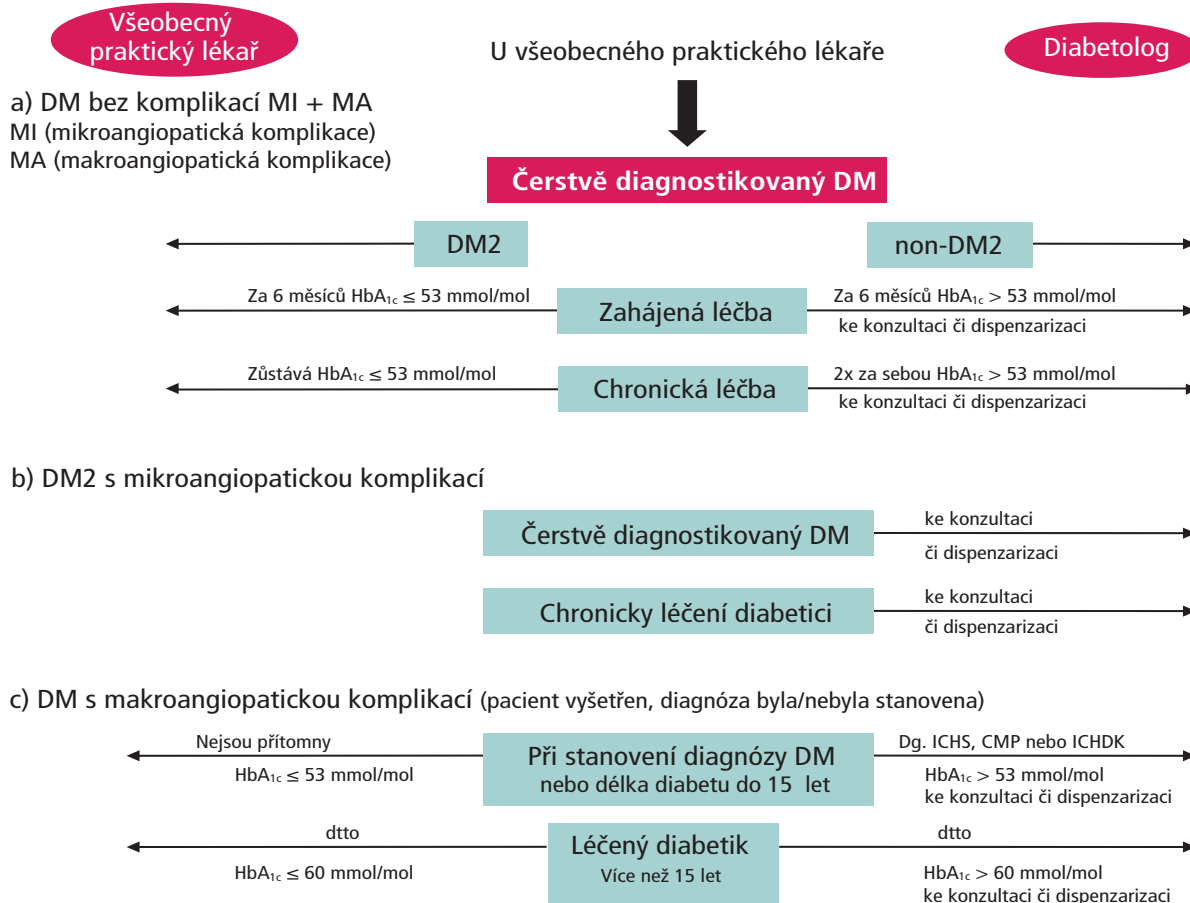 Všeobecný
praktický lékař
U všeobecného praktického lékaře
Diabetolog
a) DM bez komplikací MI + MA
MI (mikroangiopatická komplikace)
MA (makroangiopatická komplikace)
Čerstvě diagnostikovaný DM
DM2
non-DM2
Za 6 měsíců HbA1c ≤ 53 mmol/mol
Zahájená léčba
Za 6 měsíců HbA1c > 53 mmol/mol
ke konzultaci či dispenzarizaci
Zůstává HbA1c ≤ 53 mmol/mol
Chronická léčba
2x za sebou HbA1c > 53 mmol/mol
ke konzultaci či dispenzarizaci
b) DM2 s mikroangiopatickou komplikací
Čerstvě diagnostikovaný DM
ke konzultaci
či dispenzarizaci
Chronicky léčení diabetici
ke konzultaci
či dispenzarizaci
c) DM s makroangiopatickou komplikací (pacient vyšetřen, diagnóza byla/nebyla stanovena)
Nejsou přítomny
HbA1c ≤ 53 mmol/mol
Při stanovení diagnózy DM
nebo délka diabetu do 15 let
Dg. ICHS, CMP nebo ICHDK
HbA1c > 53 mmol/mol
ke konzultaci či dispenzarizaci
dtto
HbA1c ≤ 60 mmol/mol
Léčený diabetik
Více než 15 let
dtto
HbA1c > 60 mmol/mol
ke konzultaci či dispenzarizaci